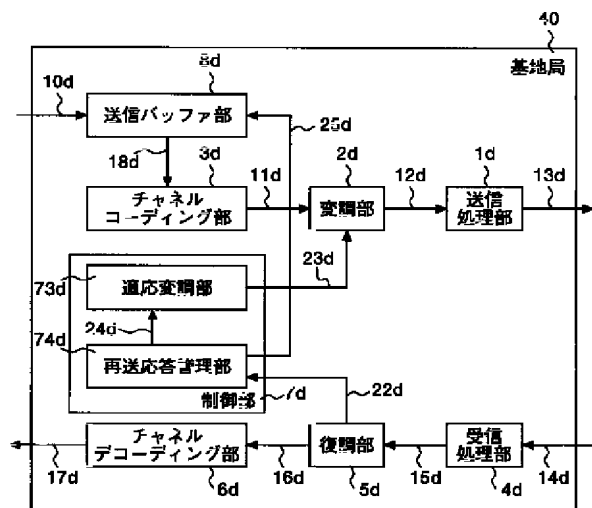 40
基地局
8d
10d
送信バッファ部
25d
18d
3d
11d
2d
12d
1d
13d
チャネル
コーディング部
変調部
送信
処理部
23d
73d
適応変調部
24d
74d
再送応答管理部
制御部
7d
22d
チャネル
デコーディング部
復調部
受信
処理部
17d
6d
16d
5d
15d
4d
14d